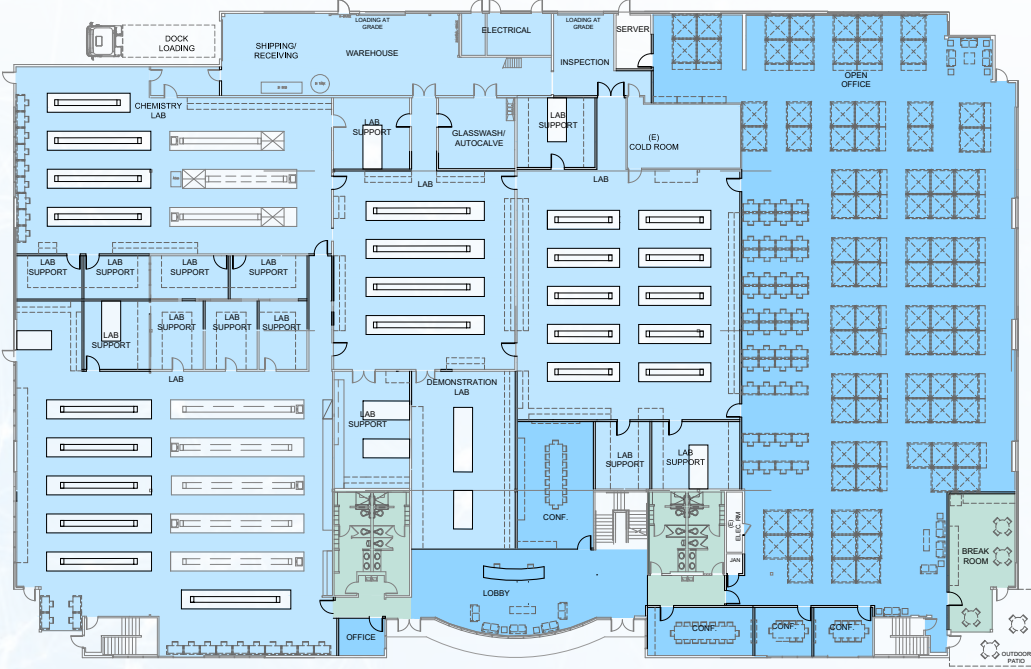 LOADING AT
GRADE
LOADING AT
GRADE
DOCK
LOADING
SHIPPING/
RECEIVING
WAREHOUSE
ELECTRICAL
SERVER
INSPECTION
OPEN
OFFICE
CHEMISTRY
LAB
LAB
SUPPORT
GLASSWASH/
AUTOCALVE
LAB
SUPPORT
(E)
COLD ROOM
LAB
LAB
LAB
SUPPORT
LAB
SUPPORT
LAB
SUPPORT
LAB
SUPPORT
LAB
SUPPORT
LAB
SUPPORT
LAB
SUPPORT
LAB
SUPPORT
LAB
DEMONSTRATION
LAB
LAB
SUPPORT
LAB
SUPPORT
LAB
SUPPORT
CONF.
(E)
ELEC. RM
JAN
BREAK
ROOM
LOBBY
OFFICE
CONF.
CONF.
CONF.
OUTDOOR
PATIO